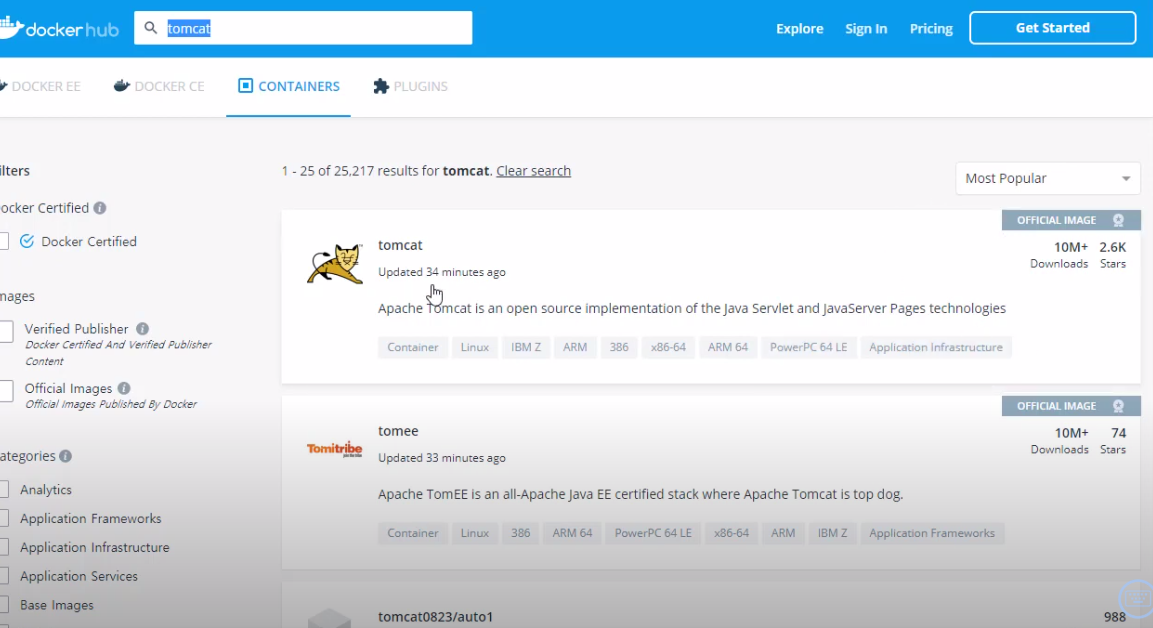 docker hub
tomcat
Explore
Sign In
Pricing
Get Started
DOCKER EE
DOCKER CE
CONTAINERS
PLUGINS
ilters
1 - 25 of 25,217 results for tomcat. Clear search
Most Popular
ocker Certified
Docker Certified
mages
Verified Publisher
Docker Certified And Verified Publisher
Content
Official Images
Official Images Published By Docker
ategories
Analytics
Application Frameworks
Application Infrastructure
Application Services
Base Images
OFFICIAL IMAGE
tomcat
Updated 34 minutes ago
10M+ 2.6K
Downloads Stars
Apache Tomcat is an open source implementation of the Java Servlet and JavaServer Pages technologies
Container Linux IBM Z ARM 386 x86-64 ARM 64 PowerPC 64 LE Application Infrastructure
OFFICIAL IMAGE
Tomitribe
tomee
Updated 33 minutes ago
10M+ 74
Downloads Stars
Apache TomEE is an all-Apache Java EE certified stack where Apache Tomcat is top dog.
Container Linux 386 ARM 64 PowerPC 64 LE x86-64 ARM IBM Z Application Frameworks
tomcat0823/auto1
988